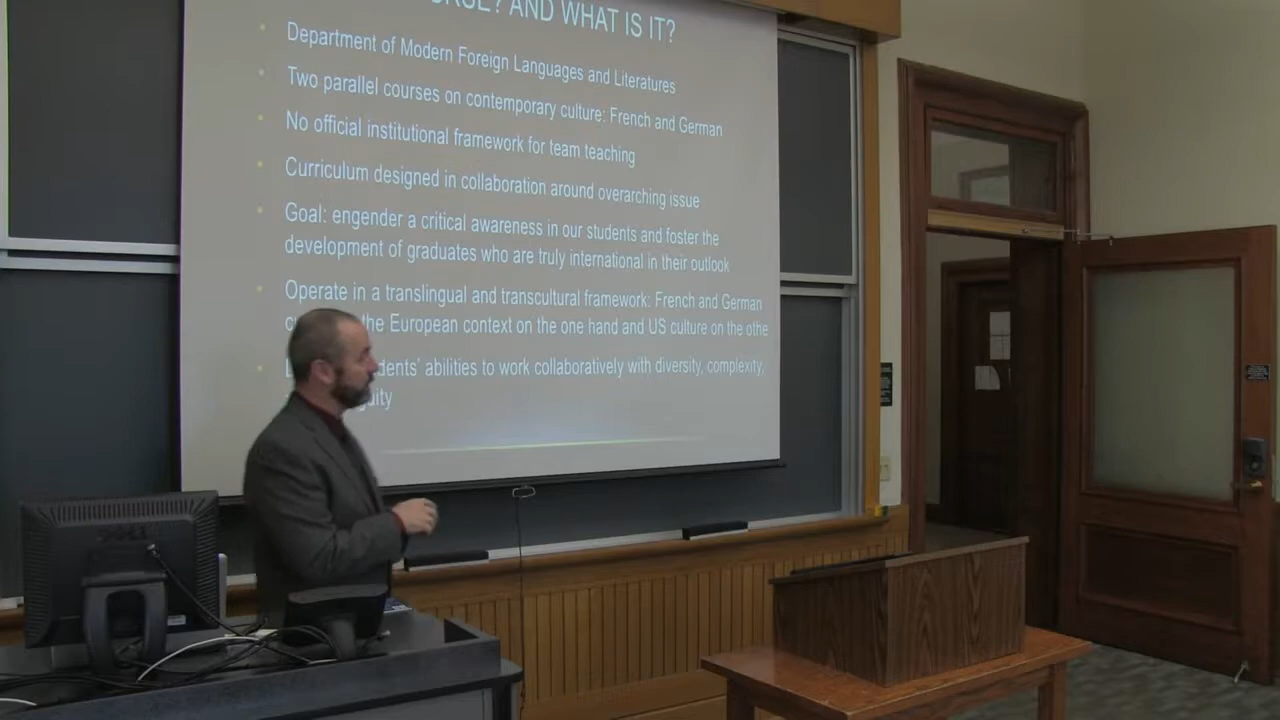 AND WHAT IS IT?
Department of Modern Foreign Languages and Literatures
Two parallel courses on contemporary culture: French and German
No official institutional framework for team teaching
Curriculum designed in collaboration around overarching issue
Goal: engender a critical awareness in our students and foster the
development of graduates who are truly international in their outlook
Operate in a translingual and transcultural framework: French and German
the European context on the one hand and US culture on the othe
abilities to work collaboratively with diversity, complexity,
DELL